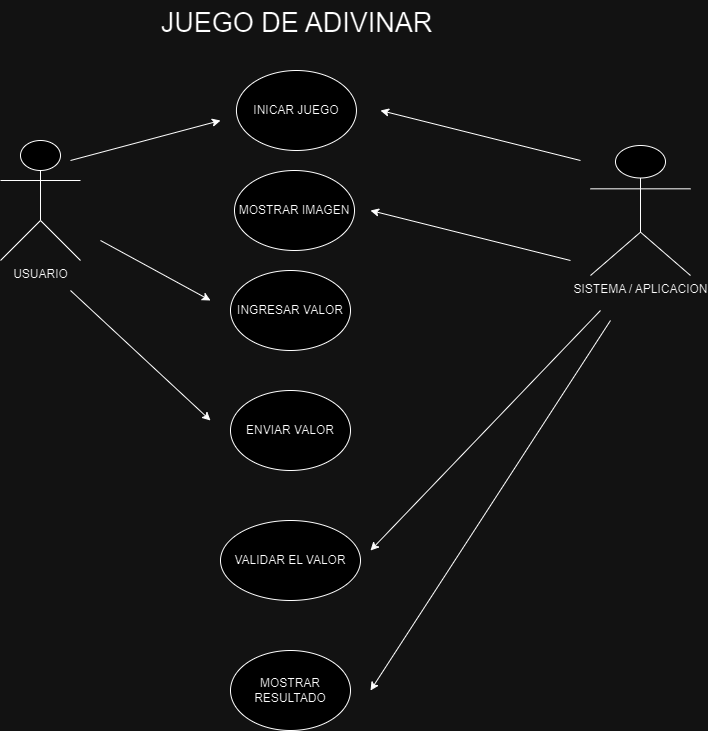 JUEGO DE ADIVINAR
INICAR JUEGO
MOSTRAR IMAGEN
USUARIO
SISTEMA / APLICACION
INGRESAR VALOR
ENVIAR VALOR
VALIDAR EL VALOR
MOSTRAR
RESULTADO